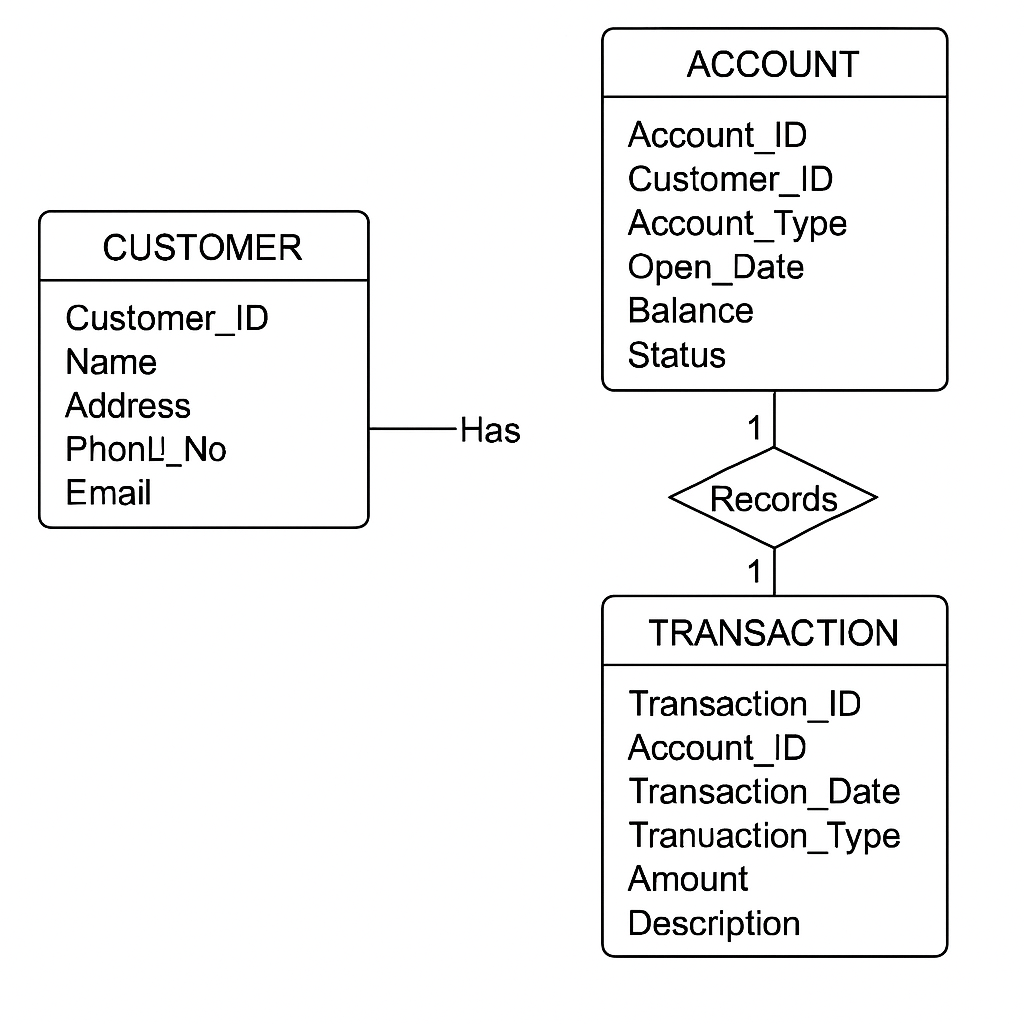 CUSTOMER
Customer_ID
Name
Address
Email
Has
ACCOUNT
Account_ID
Customer_ID
Account_Type
Open_Date
Balance
Status
1
Records
1
TRANSACTION
Transaction_ID
Account_ID
Transaction_Date
Tranuaction_Type
Amount
Description